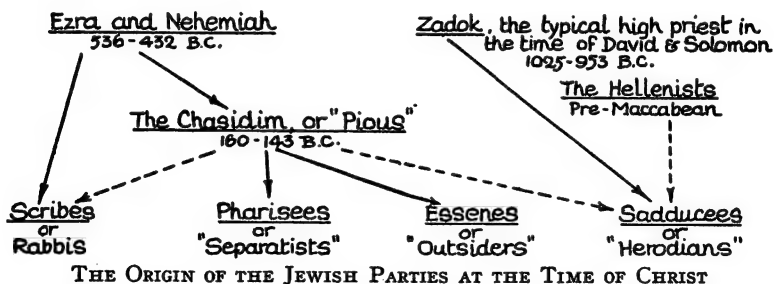 Ezra and Nehemiah
536-432 B.C.
Zadok, the typical high priest in
the time of David & Solomon
1025-953 B.C.
The Hellenists
Pre-Maccabean
The Chasidim, or "Pious"
160-143 B.C.
Scribes
or
Rabbis
Pharisees
or
"Separatists"
Essenes
or
"Outsiders"
Sadducees
or
"Herodians"
THE ORIGIN OF THE JEWISH PARTIES AT THE TIME OF CHRIST